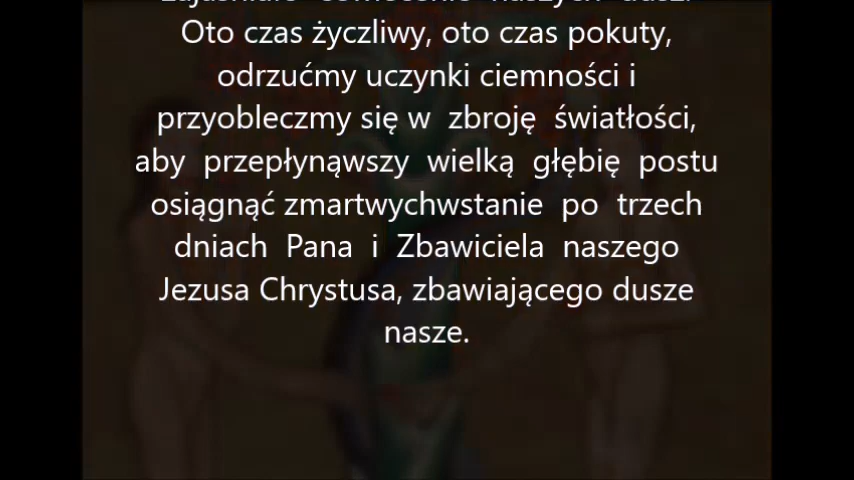 Oto czas życzliwy, oto czas pokuty,
odrzućmy uczynki ciemności i
przyobleczmy się w zbroję światłości,
aby przepłynąwszy wielką głębię postu
osiągnąć zmartwychwstanie po trzech
dniach Pana i Zbawiciela naszego
Jezusa Chrystusa, zbawiającego dusze
nasze.